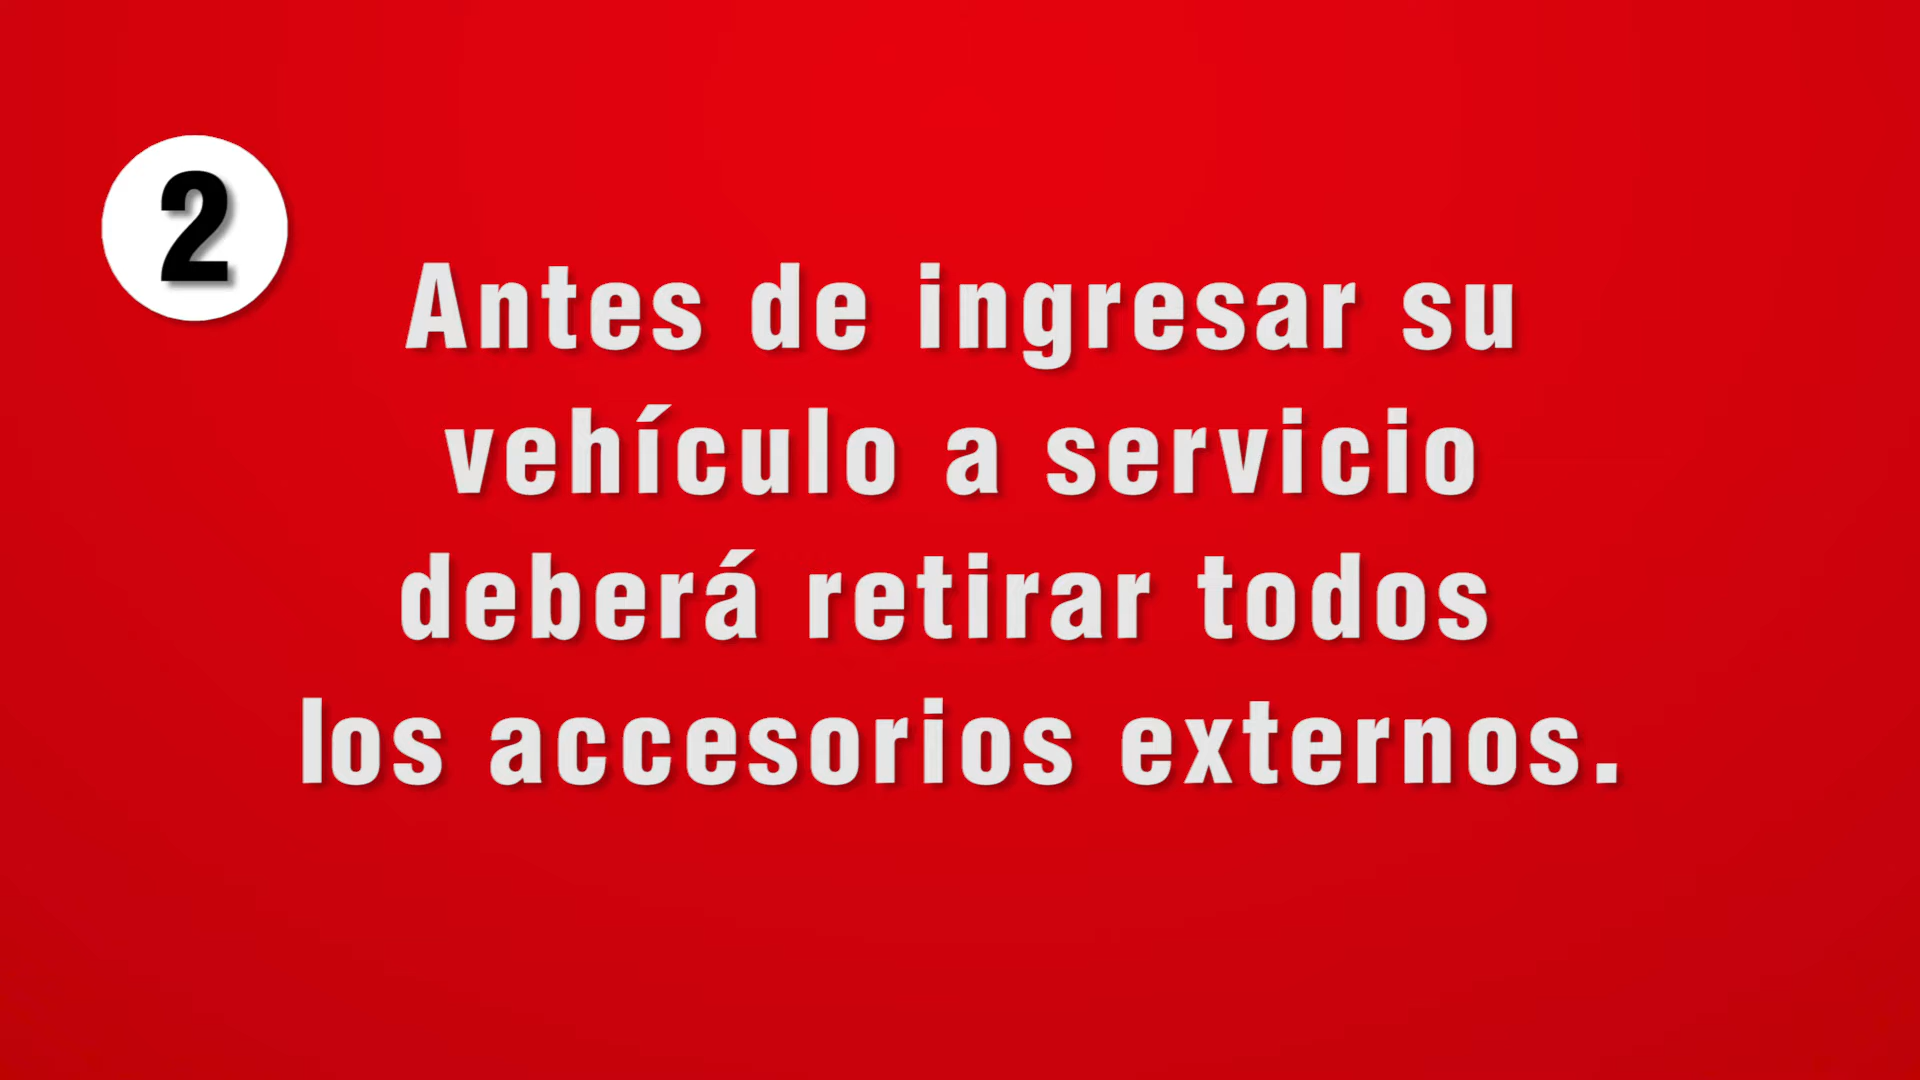 2
Antes de ingresar su
vehículo a servicio
deberá retirar todos
los accesorios externos.